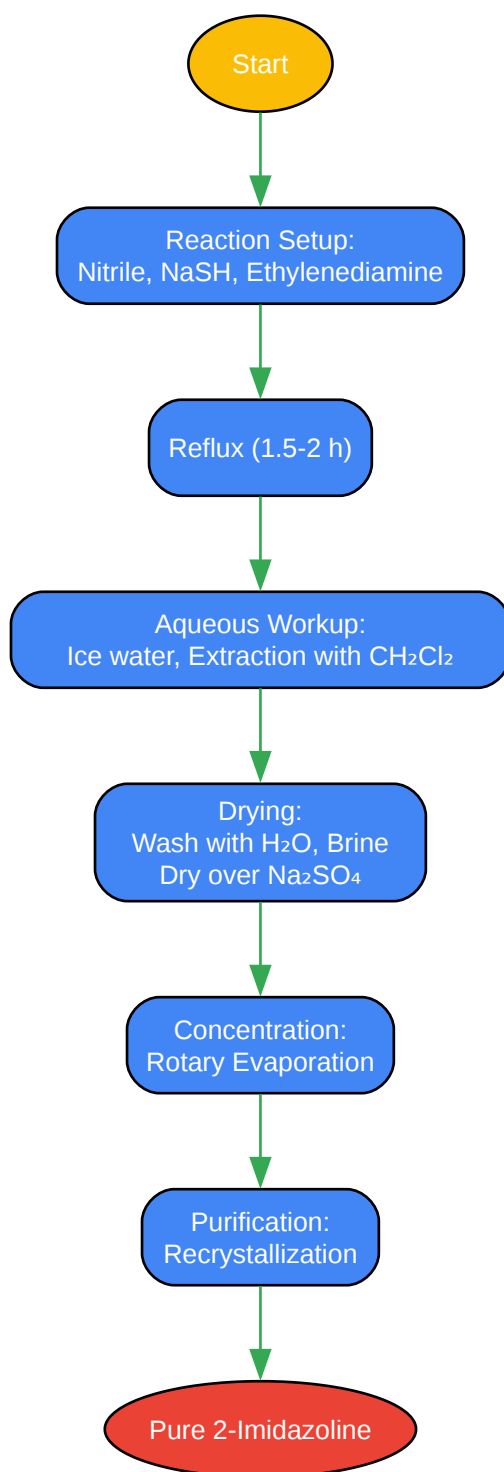 Start
Reaction Setup:
Nitrile, NaSH, Ethylenediamine
Reflux (1.5-2 h)
Aqueous Workup:
Ice water, Extraction with CH₂Cl₂
Drying:
Wash with H₂O, Brine
Dry over Na₂SO₄
Concentration:
Rotary Evaporation
Purification:
Recrystallization
Pure 2-Imidazoline